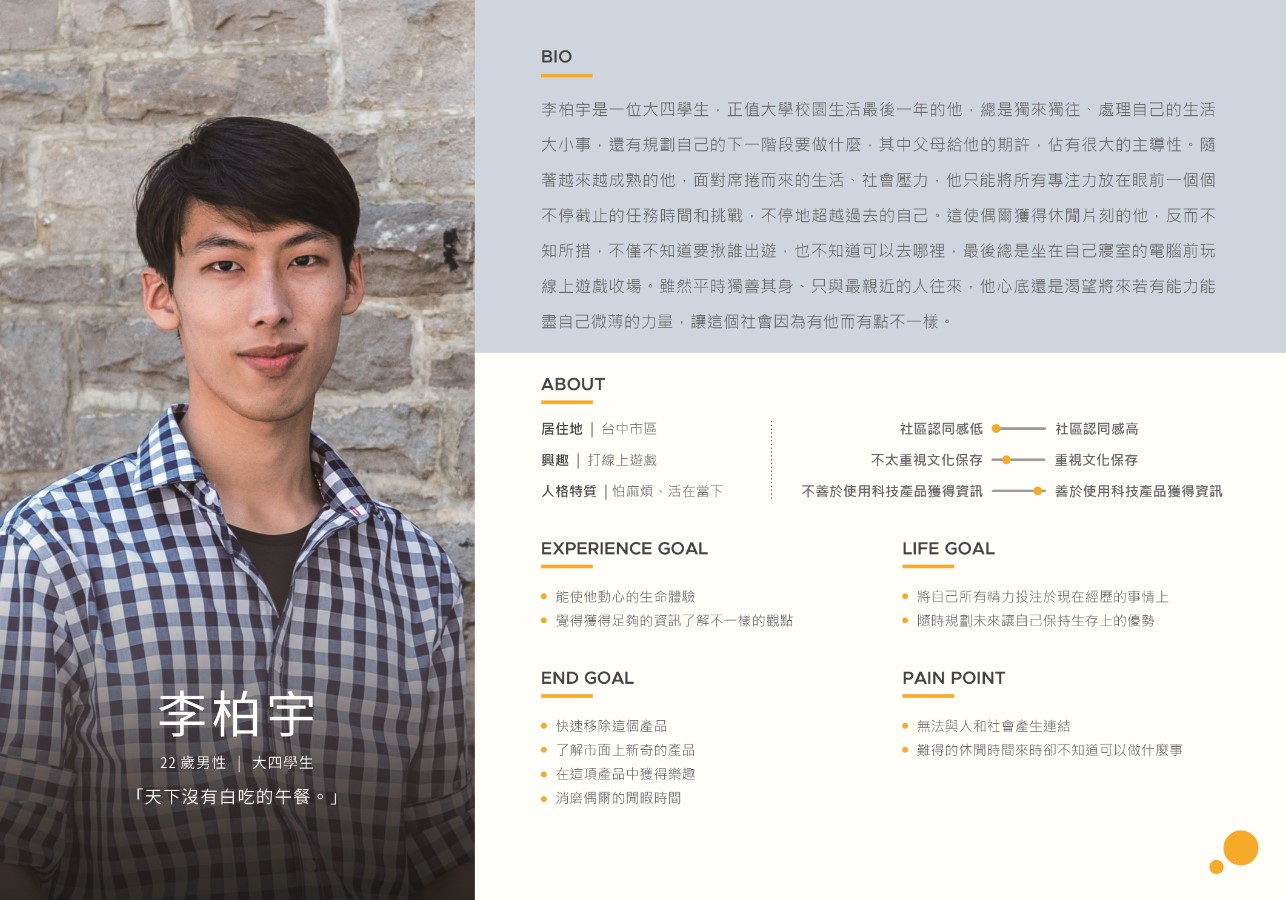 李柏宇
22 歲男性 | 大四學生
「天下沒有白吃的午餐。」
BIO
李柏宇是一位大四學生，正值大學校園生活最後一年的他，總是獨來獨往、處理自己的生活
大小事，還有規劃自己的下一階段要做什麼，其中父母給他的期許，佔有很大的主導性。隨
著越來越成熟的他，面對席捲而來的生活、社會壓力，他只能將所有專注力放在眼前一個個
不停截止的任務時間和挑戰，不停地超越過去的自己。這使偶爾獲得休閒片刻的他，反而不
知所措，不僅不知道要揪誰出遊，也不知道可以去哪裡，最後總是坐在自己寢室的電腦前玩
線上遊戲收場。雖然平時獨善其身、只與最親近的人往來，他心底還是渴望將來若有能力能
盡自己微薄的力量，讓這個社會因為有他而有點不一樣。
ABOUT
居住地 | 台中市區
興趣 | 打線上遊戲
人格特質 | 怕麻煩、活在當下
社區認同感低 社區認同感高
不太重視文化保存 重視文化保存
不善於使用科技產品獲得資訊 善於使用科技產品獲得資訊
EXPERIENCE GOAL
能使他動心的生命體驗
覺得獲得足夠的資訊了解不一樣的觀點
LIFE GOAL
將自己所有精力投注於現在經歷的事情上
隨時規劃未來讓自己保持生存上的優勢
END GOAL
快速移除這個產品
了解市面上新奇的產品
在這項產品中獲得樂趣
消磨偶爾的閒暇時間
PAIN POINT
無法與人和社會產生連結
難得的休閒時間來時卻不知道可以做什麼事